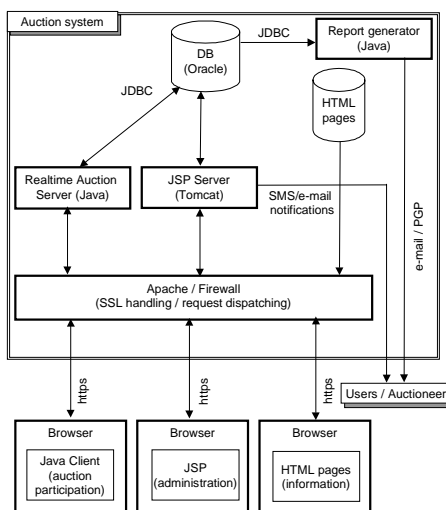 Auction system
DB
(Oracle)
JDBC
Report generator
(Java)
JDBC
HTML
pages
Realtime Auction
Server (Java)
JSP Server
(Tomcat)
SMS/e-mail
notifications
e-mail / PGP
Apache / Firewall
(SSL handling / request dispatching)
https
https
https
Users / Auctioneer
Browser
Java Client
(auction
participation)
Browser
JSP
(administration)
Browser
HTML pages
(information)